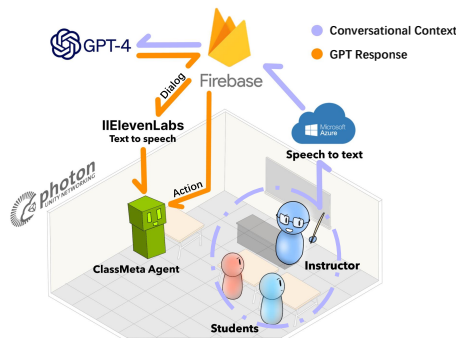 GPT-4
Conversational Context
GPT Response
Firebase
Dialog
IIElevenLabs
Text to speech
Microsoft
Azure
Speech to text
photon
UNITY NETWORKING
Action
ClassMeta Agent
Instructor
Students